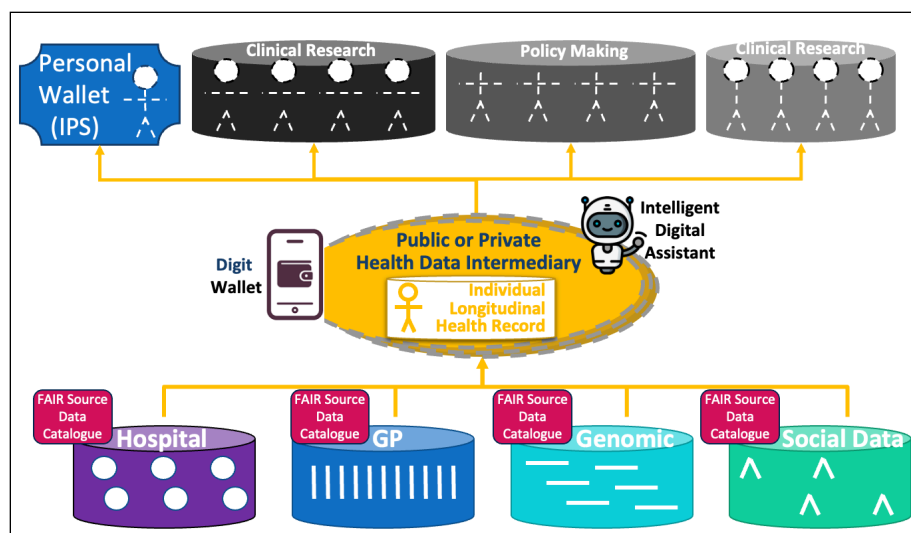 Personal
Wallet
(IPS)
Clinical Research
Policy Making
Clinical Research
Digit
Wallet
Public or Private
Health Data Intermediary
Individual
Longitudinal
Health Record
Intelligent
Digital
Assistant
FAIR Source
Data
Catalogue
Hospital
FAIR Source
Data
Catalogue
GP
FAIR Source
Data
Catalogue
Genomic
FAIR Source
Data
Catalogue
Social Data